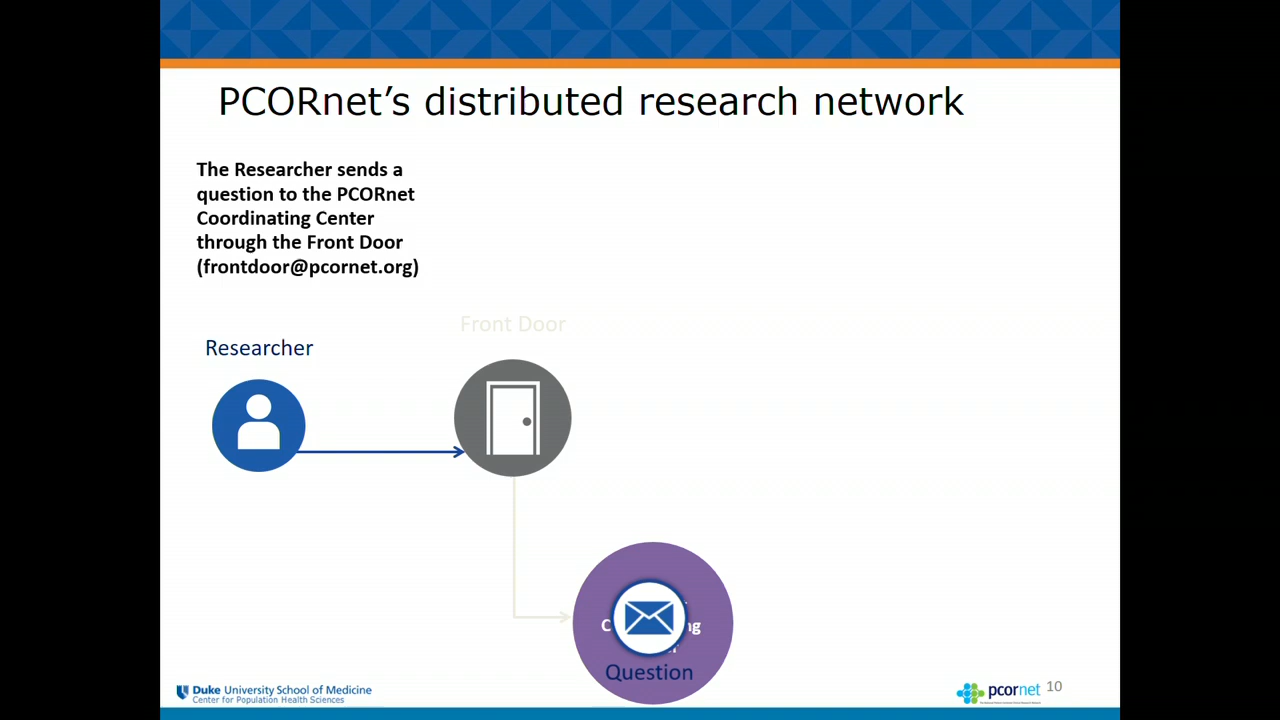 PCORnet’s distributed research network
The Researcher sends a
question to the PCORnet
Coordinating Center
through the Front Door
(frontdoor@pcornet.org)
Front Door
Researcher
Question
Duke University School of Medicine
Center for Population Health Sciences
pcornet
10